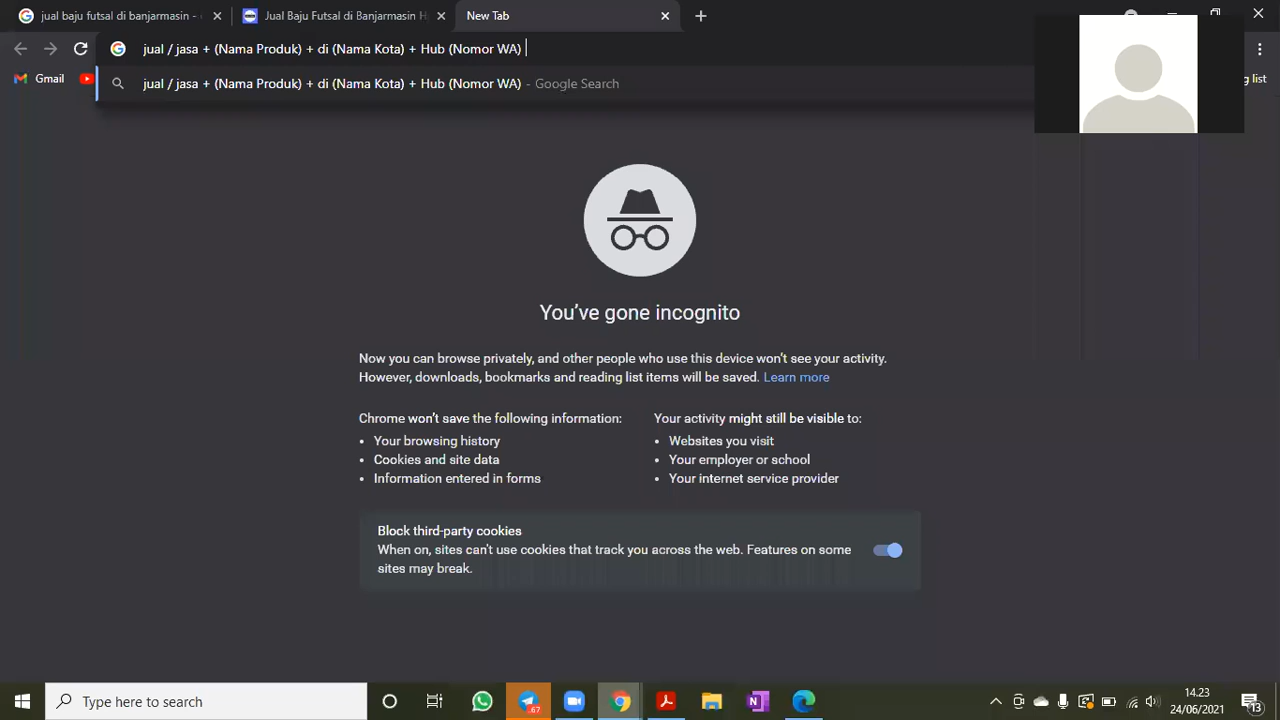 jual baju futsal di banjarmasin -
Jual Baju Futsal di Banjarmasin H
New Tab
jual / jasa + (Nama Produk) + di (Nama Kota) + Hub (Nomor WA)
Gmail
ng list
jual / jasa + (Nama Produk) + di (Nama Kota) + Hub (Nomor WA) - Google Search
You've gone incognito
Now you can browse privately, and other people who use this device won't see your activity.
However, downloads, bookmarks and reading list items will be saved. Learn more
Chrome won't save the following information:
• Your browsing history
• Cookies and site data
• Information entered in forms
Your activity might still be visible to:
• Websites you visit
• Your employer or school
• Your internet service provider
Block third-party cookies
When on, sites can't use cookies that track you across the web. Features on some
sites may break.
Type here to search
67
14.23
24/06/2021
13